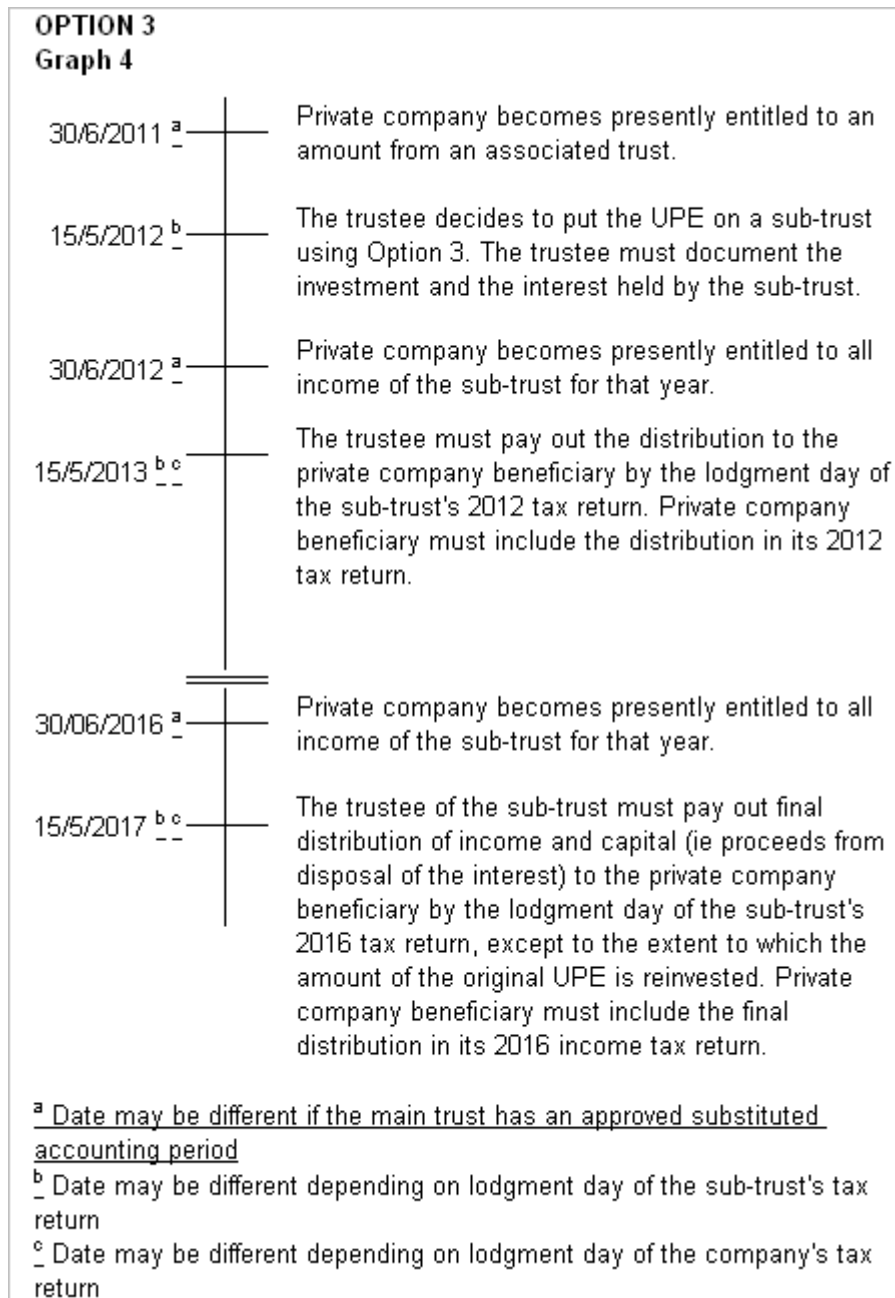 OPTION 3
Graph 4
30/6/2011 a
Private company becomes presently entitled to an
amount from an associated trust.
15/5/2012 b
The trustee decides to put the UPE on a sub-trust
using Option 3. The trustee must document the
investment and the interest held by the sub-trust.
30/6/2012 a
Private company becomes presently entitled to all
income of the sub-trust for that year.
15/5/2013 b c
The trustee must pay out the distribution to the
private company beneficiary by the lodgment day of
the sub-trust's 2012 tax return. Private company
beneficiary must include the distribution in its 2012
tax return.
30/06/2016 a
Private company becomes presently entitled to all
income of the sub-trust for that year.
15/5/2017 b c
The trustee of the sub-trust must pay out final
distribution of income and capital (ie proceeds from
disposal of the interest) to the private company
beneficiary by the lodgment day of the sub-trust's
2016 tax return, except to the extent to which the
amount of the original UPE is reinvested. Private
company beneficiary must include the final
distribution in its 2016 income tax return.
a Date may be different if the main trust has an approved substituted
accounting period
b Date may be different depending on lodgment day of the sub-trust's tax
return
c Date may be different depending on lodgment day of the company's tax
return